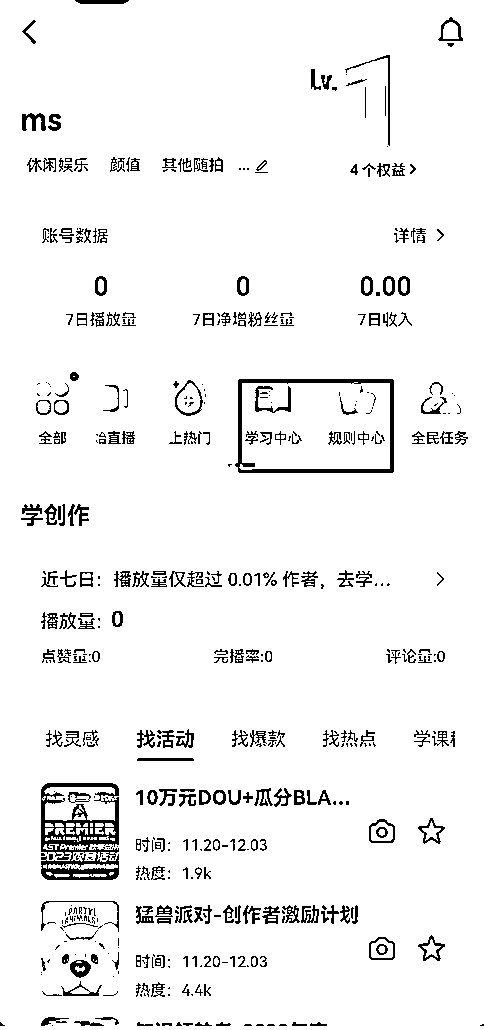 Lv. 1
ms
休闲娱乐 颜值 其他随拍 ...
4个权益
账号数据 详情
0 0 0.00
7日播放量 7日净增粉丝量 7日收入
全部 台直播 上热门 学习中心 规则中心 全民任务
学创作
近七日: 播放量仅超过 0.01% 作者，去学...
播放量: 0
点赞量:0 完播率:0 评论量:0
找灵感 找活动 找爆款 找热点 学课程
10万元DOU+瓜分BLA...
PREMIER
时间: 11.20-12.03
热度: 1.9k
猛兽派对-创作者激励计划
PARTY
ANIMALS
时间: 11.20-12.03
热度: 4.4k